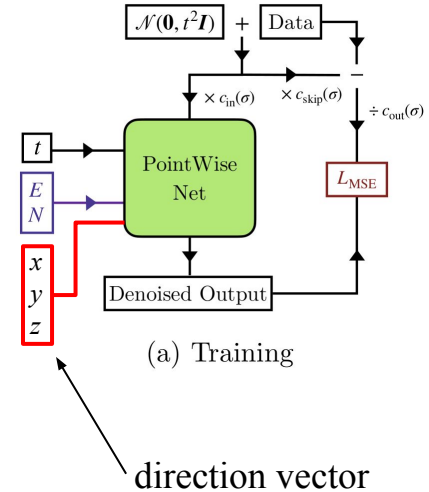 𝒩(0, t²I) + Data
−
× c_in(σ) × c_skip(σ)
÷ c_out(σ)
t
PointWise
Net
E
N
L_MSE
x
y
z
Denoised Output
(a) Training
direction vector